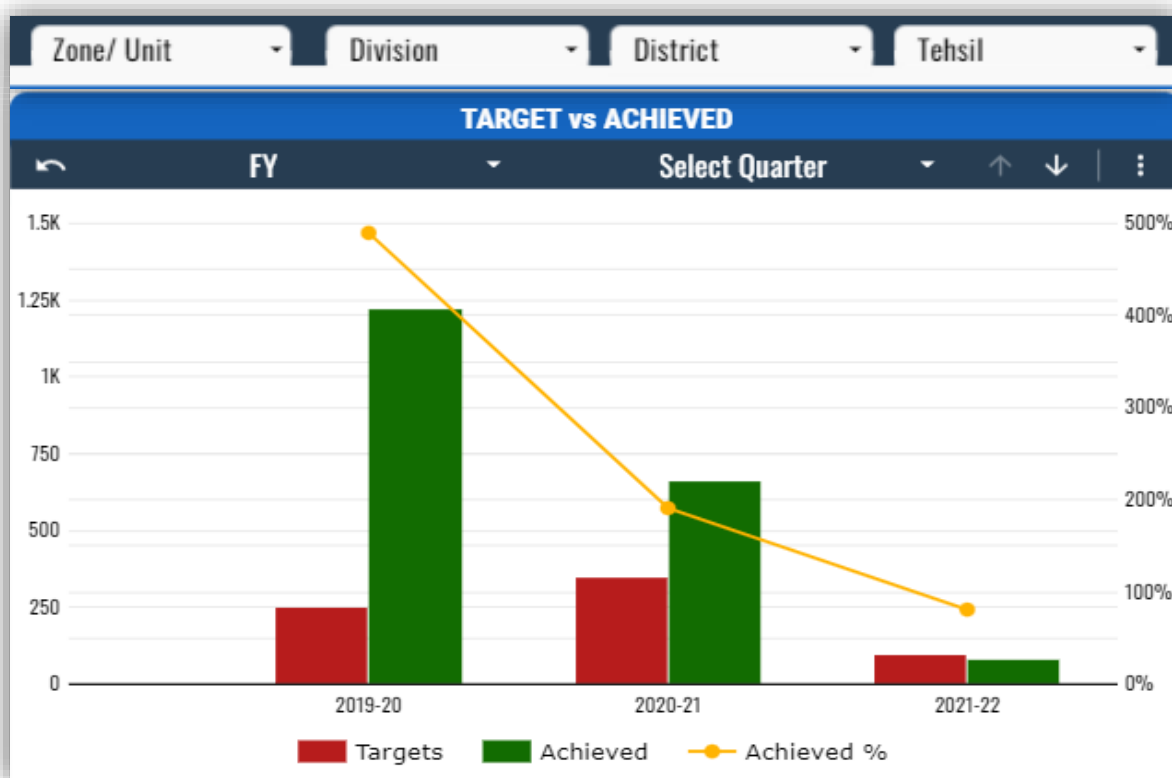 Zone/ Unit Division District Tehsil
TARGET vs ACHIEVED
FY Select Quarter
1.5K 500%
1.25K
400%
1K
300%
750
200%
500
250
100%
0 0%
2019-20 2020-21 2021-22
Targets Achieved Achieved %